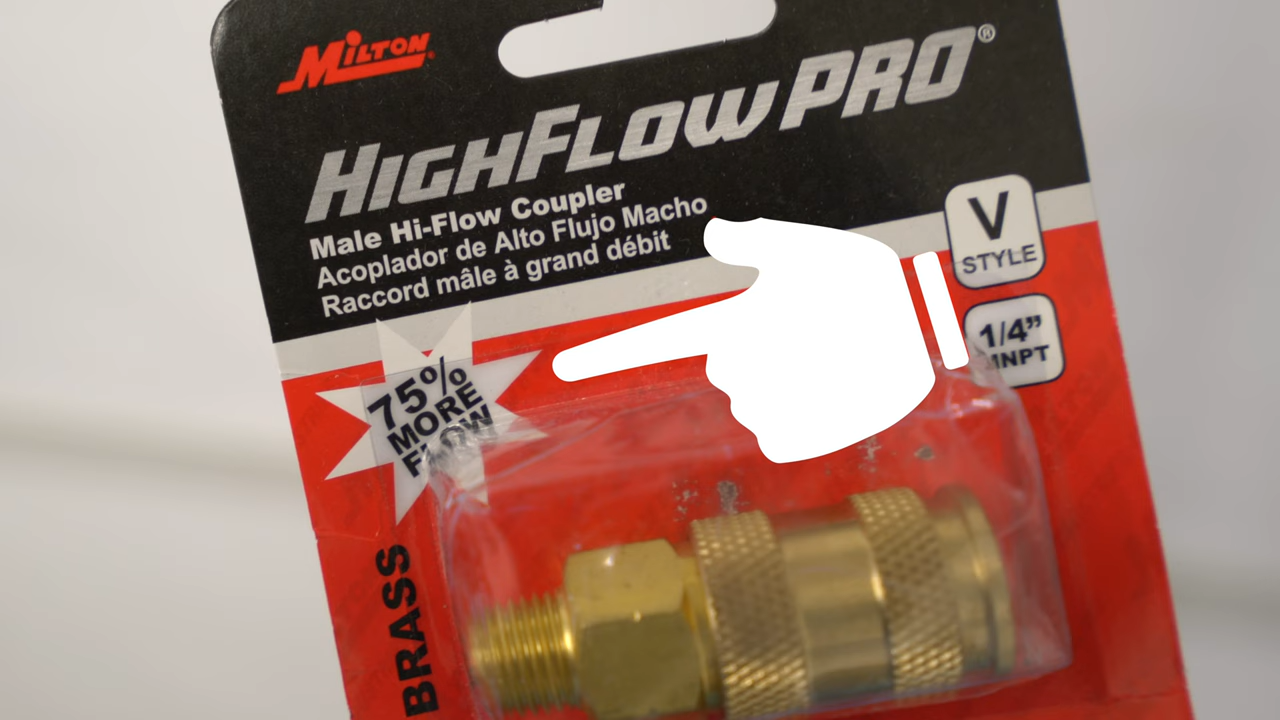 MILTON®
HIGHFLOWPRO®
Male Hi-Flow Coupler
Acoplador de Alto Flujo Macho
Raccord mâle à grand débit
V
STYLE
1/4”
MNPT
75%
MORE
FLOW
BRASS